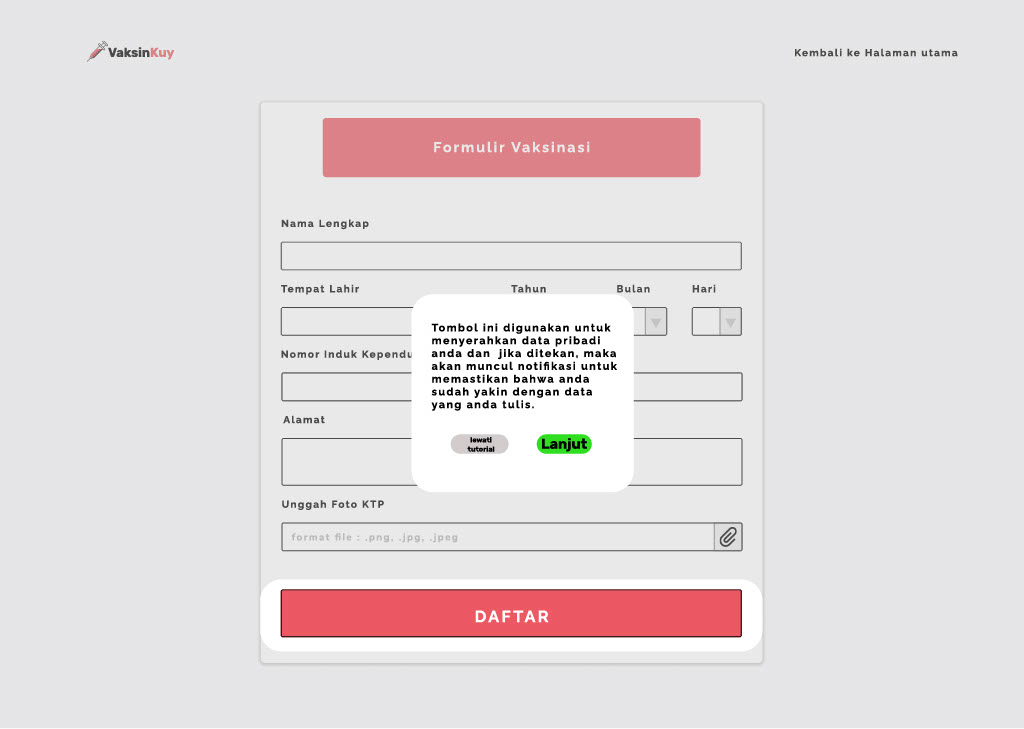 VaksinKuy
Kembali ke Halaman utama
Formulir Vaksinasi
Nama Lengkap
Tempat Lahir Tahun Bulan Hari
Nomor Induk
Alamat
Tombol ini digunakan untuk
menyerahkan data pribadi
anda dan jika ditekan, maka
akan muncul notifikasi untuk
memastikan bahwa anda
sudah yakin dengan data
yang anda tulis.
lewati
tutorial
Lanjut
Unggah Foto KTP
format file : .png, .jpg, .jpeg
DAFTAR